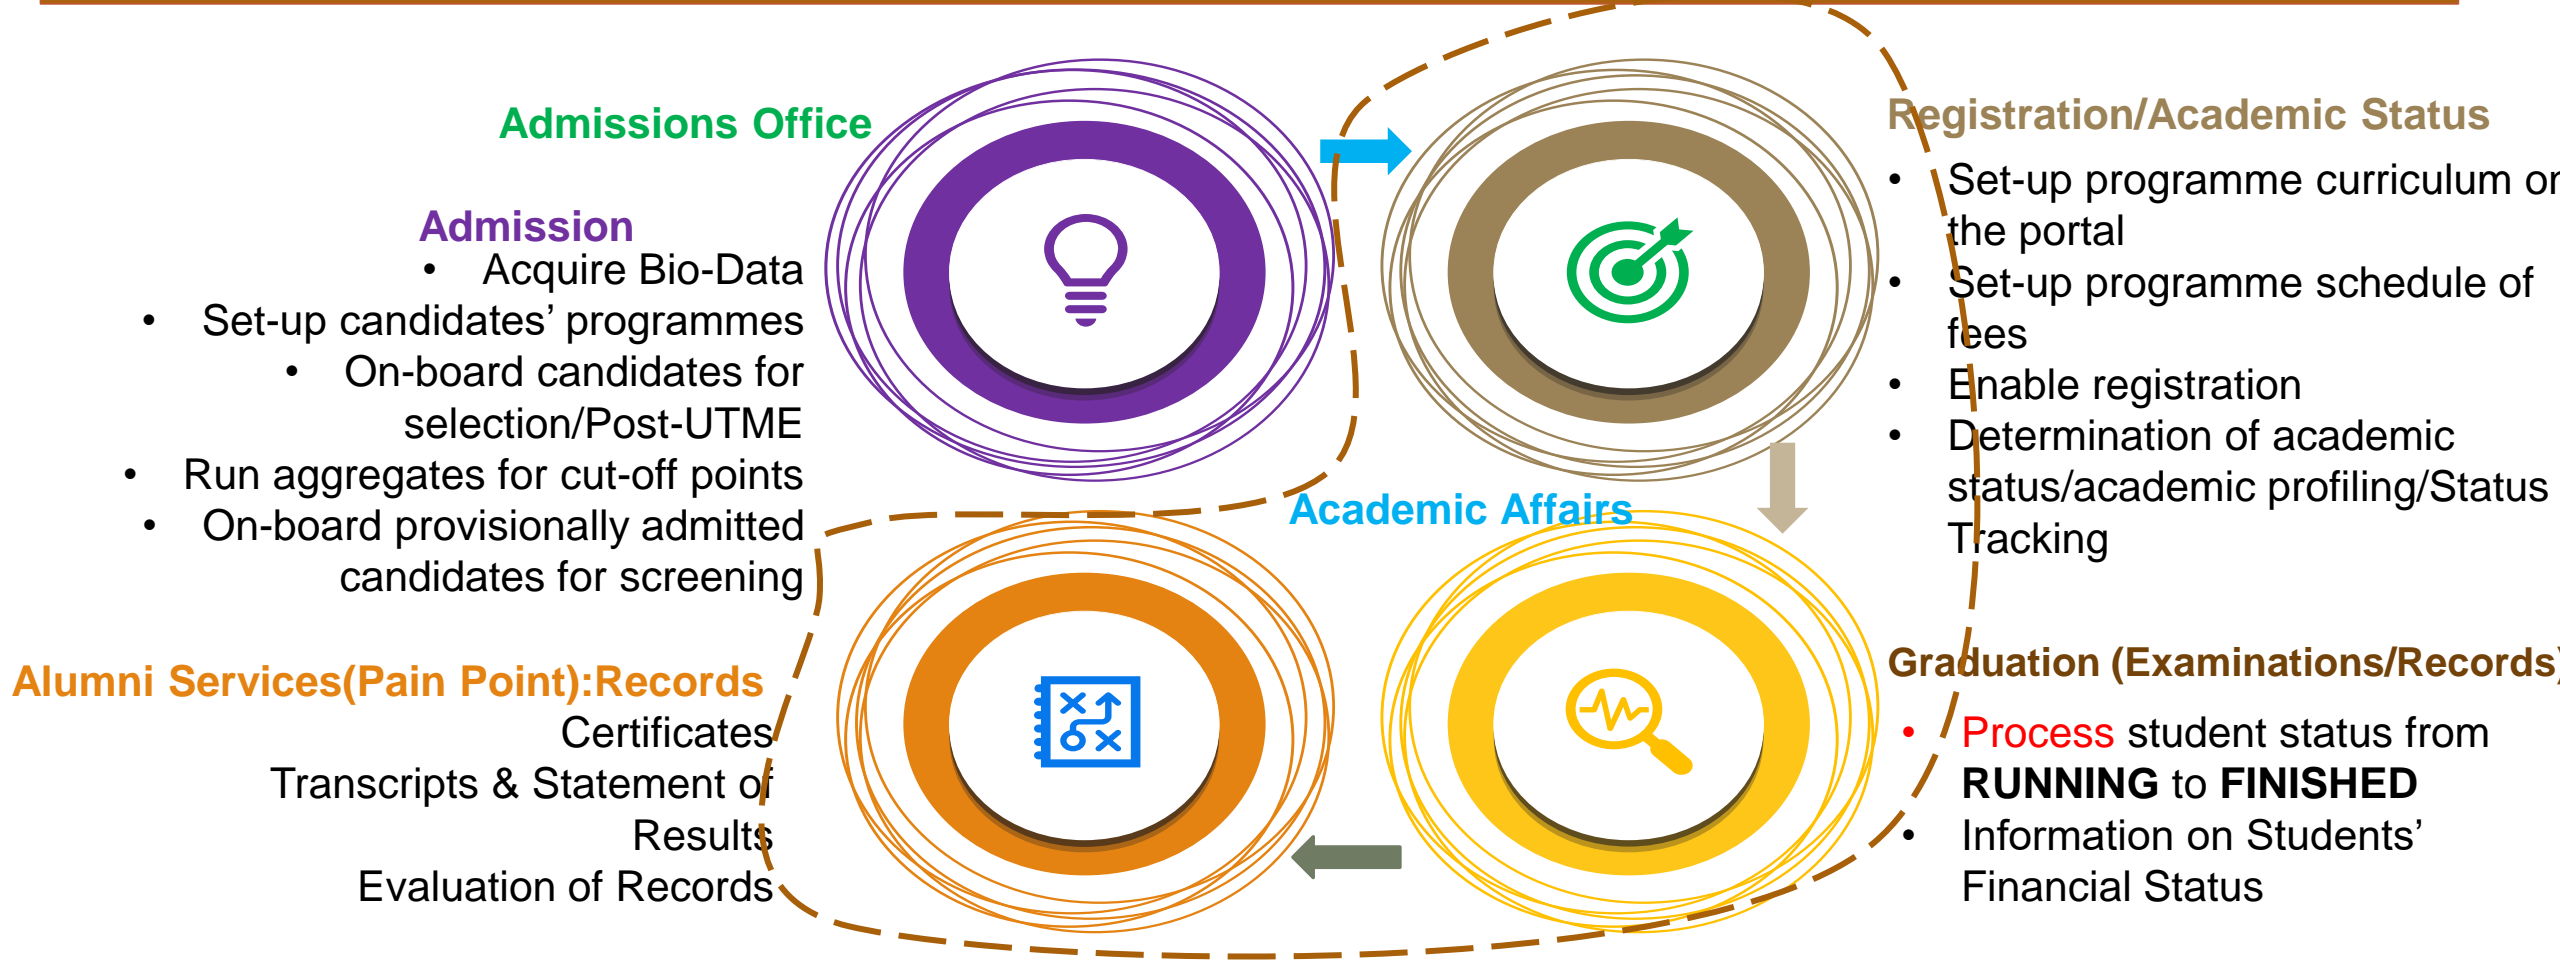 Admissions Office
Admission
• Acquire Bio-Data
• Set-up candidates’ programmes
• On-board candidates for
selection/Post-UTME
• Run aggregates for cut-off points
• On-board provisionally admitted
candidates for screening
Registration/Academic Status
• Set-up programme curriculum on
the portal
• Set-up programme schedule of
fees
• Enable registration
• Determination of academic
status/academic profiling/Status
Tracking
Academic Affairs
Alumni Services(Pain Point):Records
Certificates
Transcripts & Statement of
Results
Evaluation of Records
Graduation (Examinations/Records)
• Process student status from
RUNNING to FINISHED
• Information on Students’
Financial Status